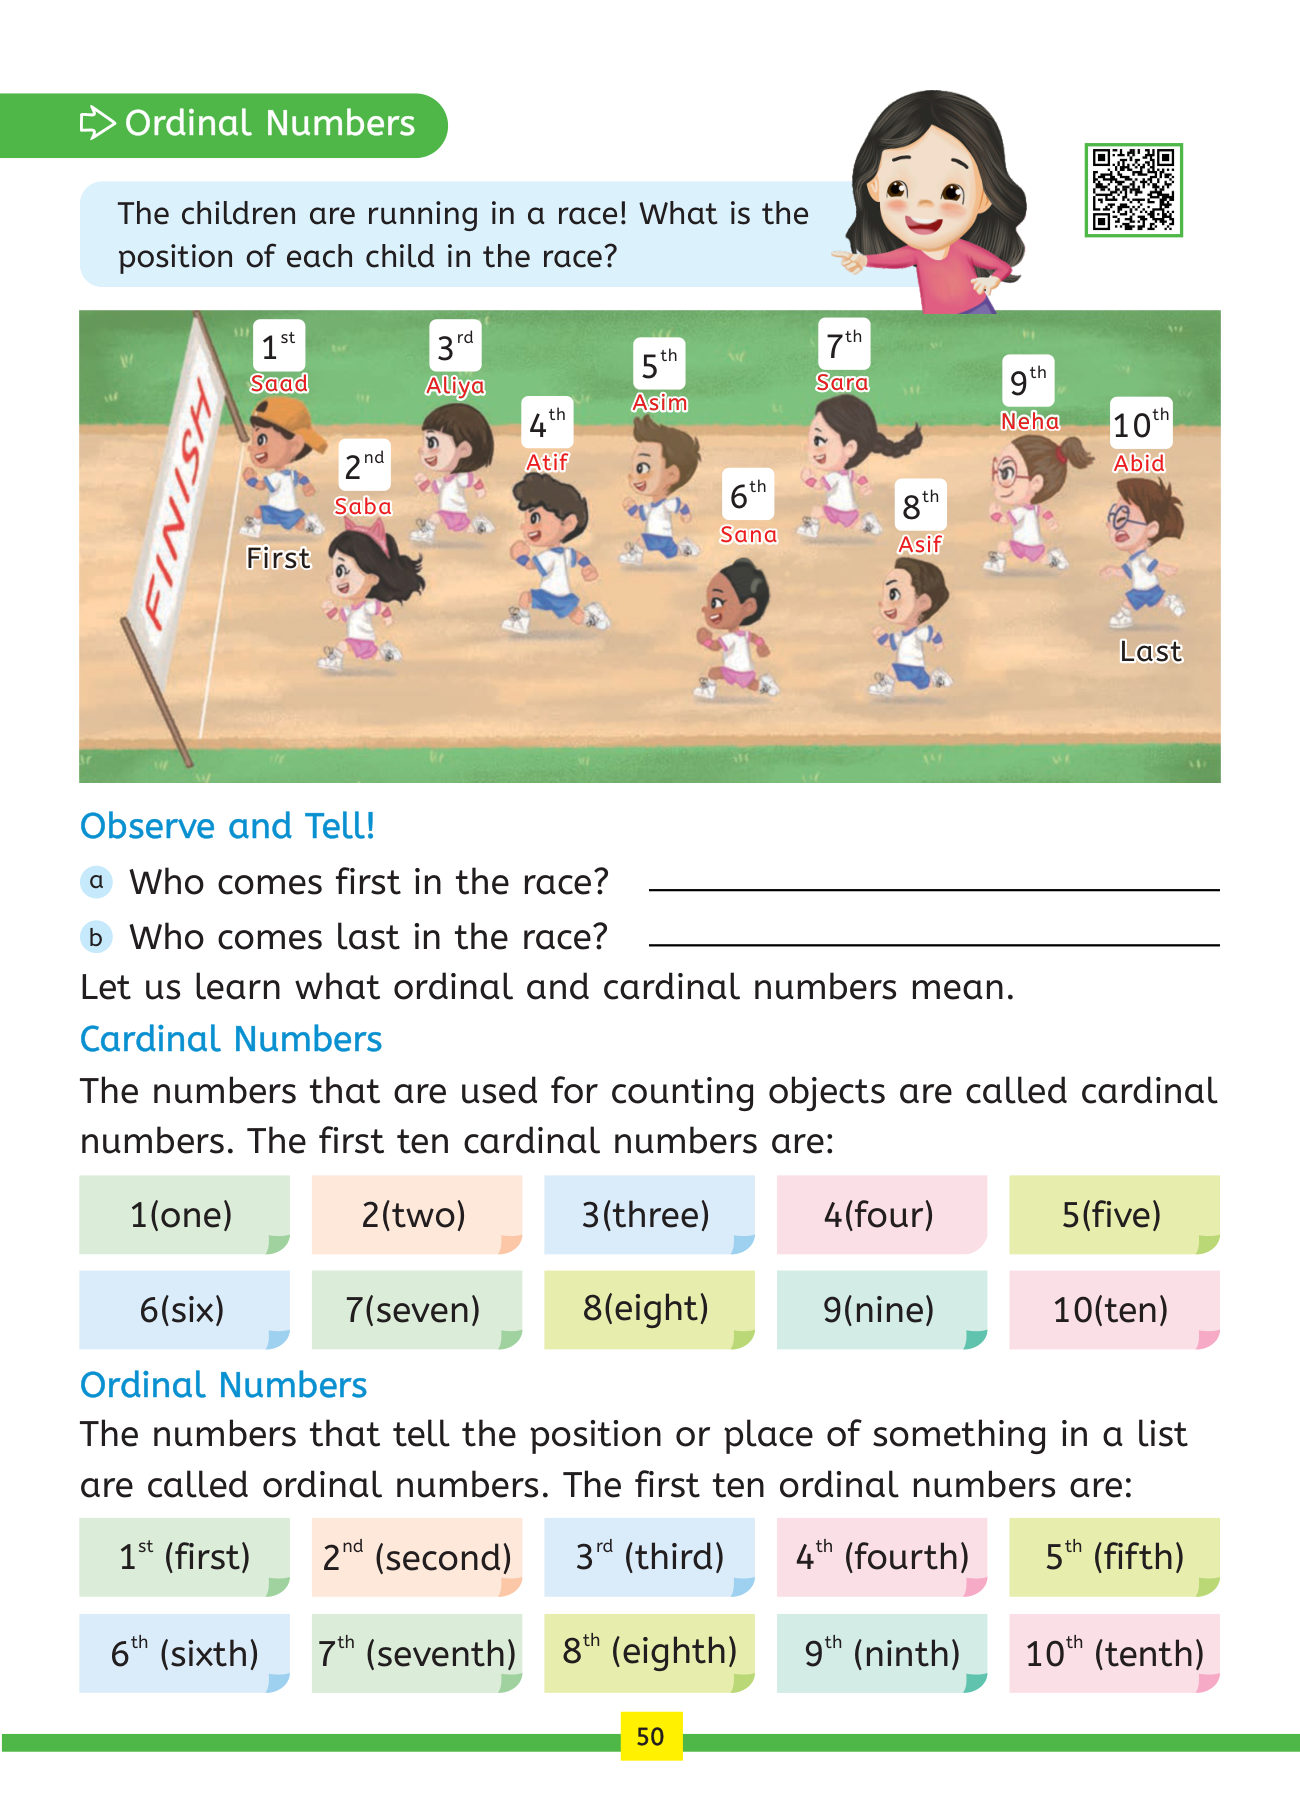 Ordinal Numbers
The children are running in a race! What is the
position of each child in the race?
FINISH
1st
Saad
First
2nd
Saba
3rd
Aliya
4th
Atif
5th
Asim
6th
Sana
7th
Sara
8th
Asif
9th
Neha
10th
Abid
Last
Observe and Tell!
a Who comes first in the race?
b Who comes last in the race?
Let us learn what ordinal and cardinal numbers mean.
Cardinal Numbers
The numbers that are used for counting objects are called cardinal
numbers. The first ten cardinal numbers are:
1(one) 2(two) 3(three) 4(four) 5(five)
6(six) 7(seven) 8(eight) 9(nine) 10(ten)
Ordinal Numbers
The numbers that tell the position or place of something in a list
are called ordinal numbers. The first ten ordinal numbers are:
1st (first) 2nd (second) 3rd (third) 4th (fourth) 5th (fifth)
6th (sixth) 7th (seventh) 8th (eighth) 9th (ninth) 10th (tenth)
50